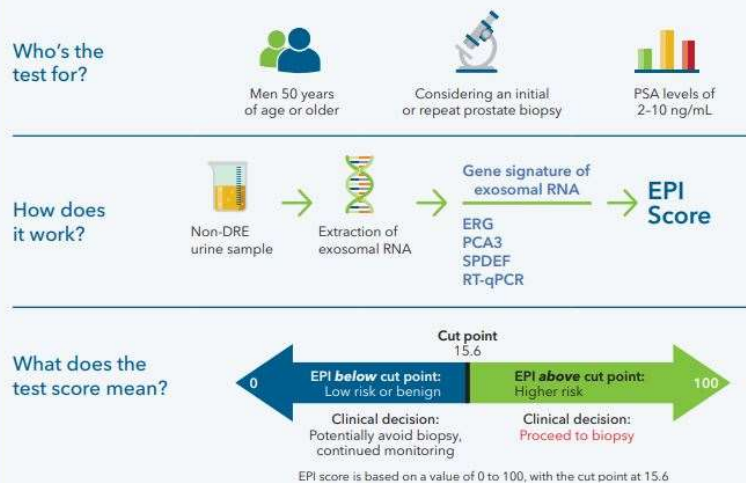 Who's the
test for?
Men 50 years
of age or older
Considering an initial
or repeat prostate biopsy
PSA levels of
2–10 ng/mL
How does
it work?
Non-DRE
urine sample
Extraction of
exosomal RNA
Gene signature of
exosomal RNA
ERG
PCA3
SPDEF
RT-qPCR
EPI
Score
What does the
test score mean?
Cut point
15.6
0
EPI below cut point:
Low risk or benign
EPI above cut point:
Higher risk
100
Clinical decision:
Potentially avoid biopsy,
continued monitoring
Clinical decision:
Proceed to biopsy
EPI score is based on a value of 0 to 100, with the cut point at 15.6